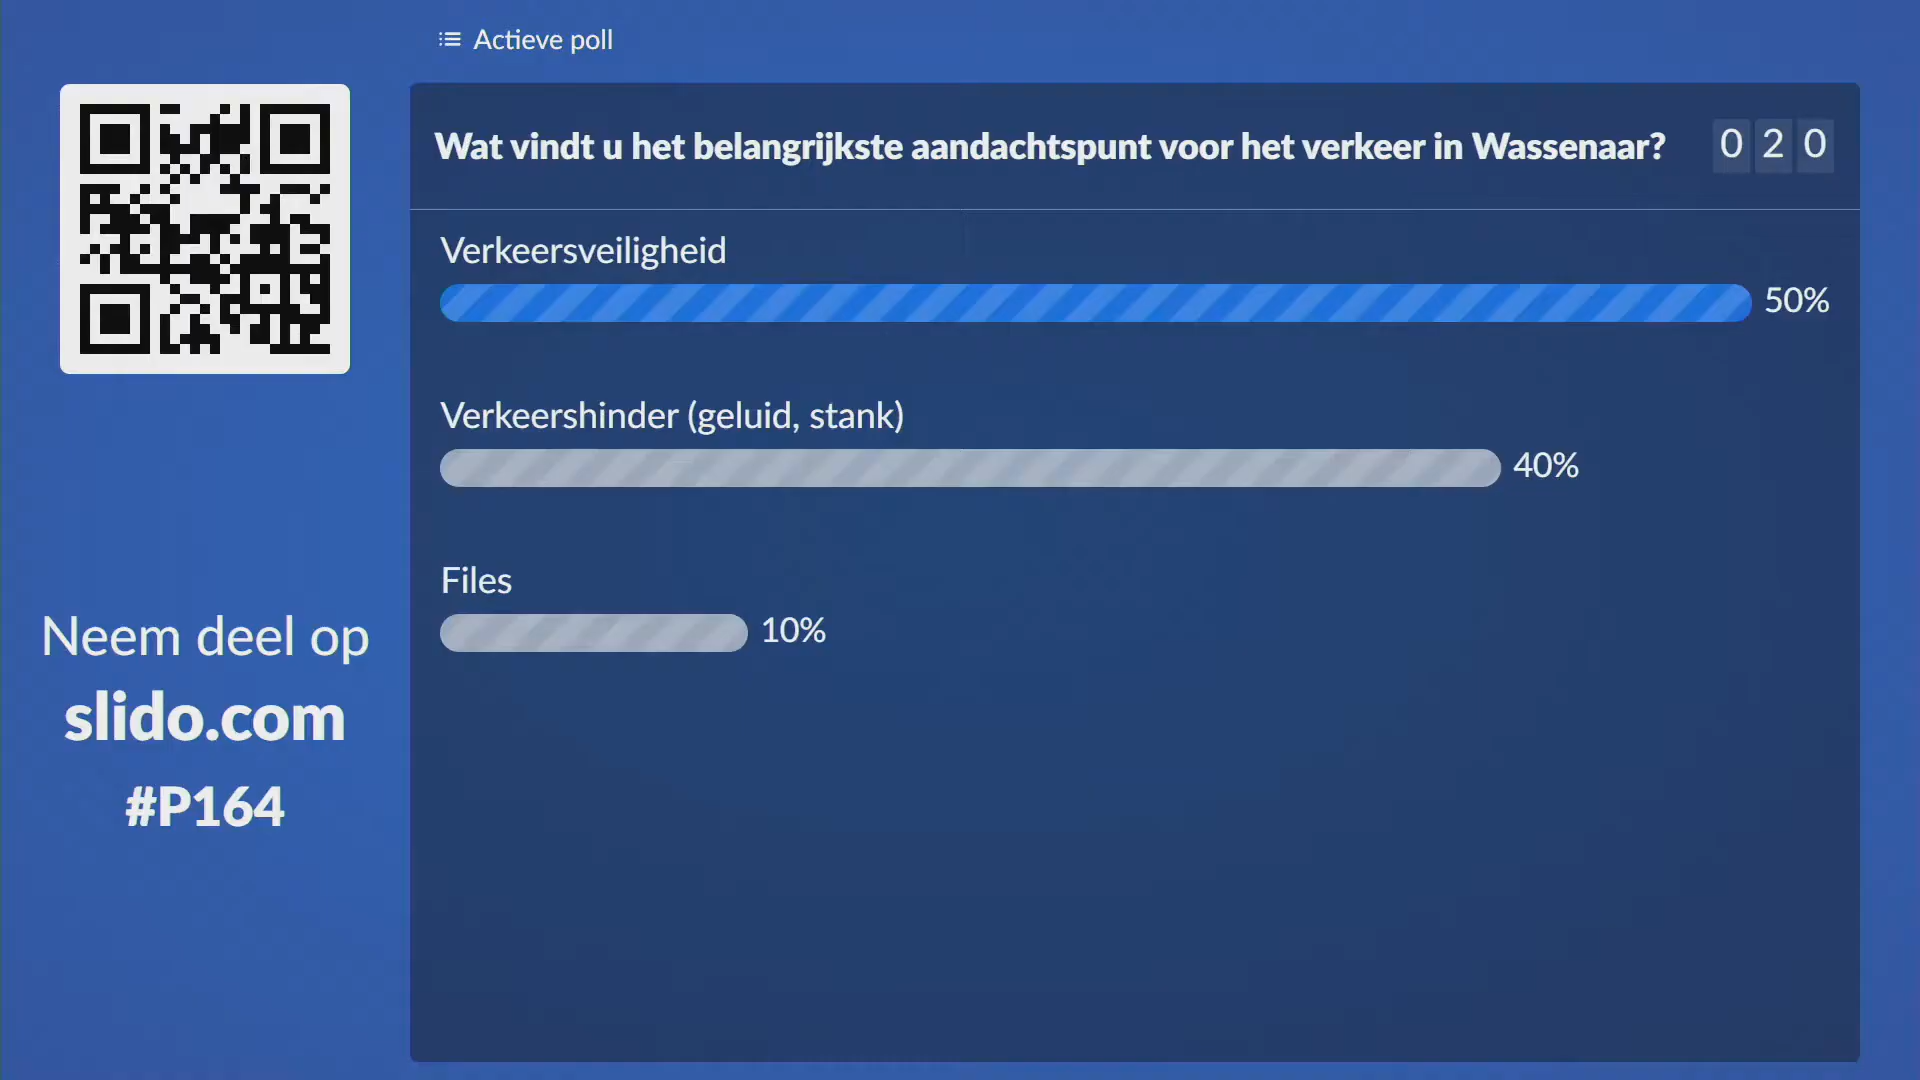 Actieve poll
Wat vindt u het belangrijkste aandachtspunt voor het verkeer in Wassenaar?
020
Verkeersveiligheid
50%
Verkeershinder (geluid, stank)
40%
Files
10%
Neem deel op
slido.com
#P164